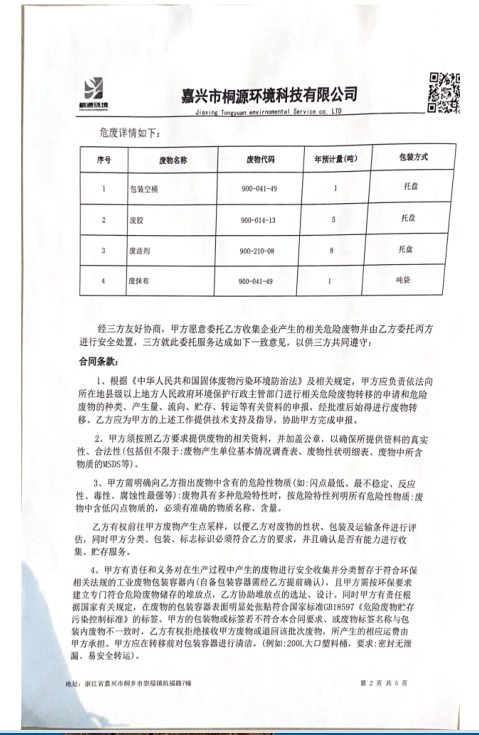 桐源环境
嘉兴市桐源环境科技有限公司
Jiaxing Tongyuan envirnomental Service co. LTD
危废详情如下：
序号 废物名称 废物代码 年预计量(吨) 包装方式
1 包装空桶 900-041-49 1 托盘
2 废胶 900-014-13 5 托盘
3 废油剂 900-210-08 8 托盘
4 废抹布 900-041-49 1 吨袋
经三方友好协商，甲方愿意委托乙方收集企业产生的相关危险废物并由乙方委托丙方
进行安全处置，三方就此委托服务达成如下一致意见，以供三方共同遵守：
合同条款：
1、根据《中华人民共和国固体废物污染环境防治法》及相关规定，甲方应负责依法向
所在地县级以上地方人民政府环境保护行政主管部门进行相关危险废物转移的申请和危险
废物的种类、产生量、流向、贮存、转运等有关资料的申报，经批准后始得进行废物转
移。乙方应为甲方的上述工作提供技术支持及指导，协助甲方完成申报。
2、甲方须按照乙方要求提供废物的相关资料，并加盖公章，以确保所提供资料的真实
性、合法性(包括但不限于：废物产生单位基本情况调查表、废物性状明细表、废物中所含
物质的MSDS等)。
3、甲方需明确向乙方指出废物中含有的危险性物质(如：闪点最低、最不稳定、反应
性、毒性、腐蚀性最强等)；废物具有多种危险特性时，按危险特性列明所有危险性物质；废
物中含低闪点物质的，必须有准确的物质名称、含量。
乙方有权前往甲方废物产生点采样，以便乙方对废物的性状、包装及运输条件进行评
估，同时甲方分类、包装、标志标识必须符合乙方的要求，并且确认是否有能力进行收
集、贮存服务。
4、甲方有责任和义务对在生产过程中产生的废物进行安全收集并分类暂存于符合环保
相关法规的工业废物包装容器内(自备包装容器需经乙方提前确认)，且甲方需按环保要求
建立专门符合危险废物储存的堆放点，乙方协助堆放点的选址、设计。同时甲方有责任根
据国家有关规定，在废物的包装容器表面明显处张贴符合国家标准GB18597《危险废物贮存
污染控制标准》的标签。甲方的包装物或标签若不符合本合同要求、或废物标签名称与包
装内废物不一致时，乙方有权拒绝接收甲方废物或退回该批次废物，所产生的相应运费由
甲方承担。甲方应在转移前对包装容器进行清洁。(例如：200L大口塑料桶，要求：密封无泄
漏、易安全转运)。
地址：浙江省嘉兴市桐乡市崇福镇杭福路7幢 第 2 页 共 5 页